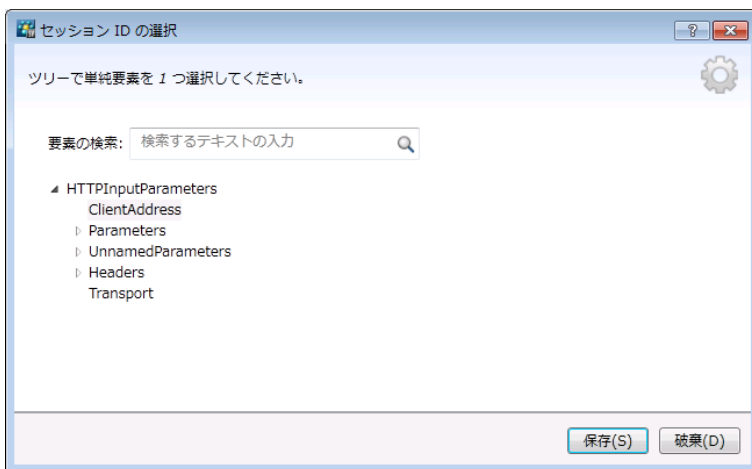 セッション ID の選択
ツリーで単純要素を 1 つ選択してください。
要素の検索: 検索するテキストの入力
HTTPInputParameters
ClientAddress
Parameters
UnnamedParameters
Headers
Transport
保存(S) 破棄(D)